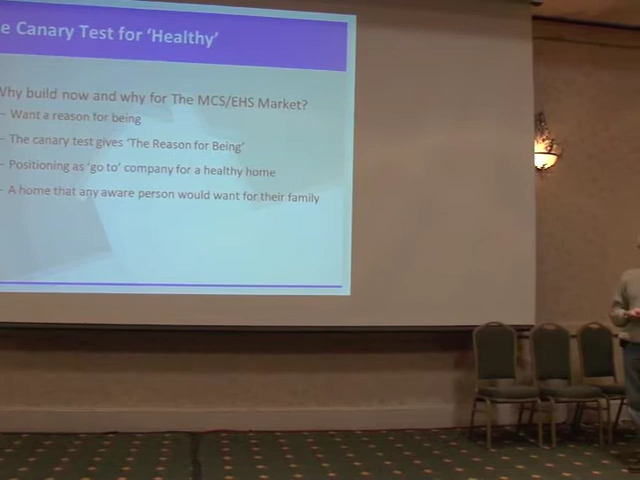 e Canary Test for 'Healthy'
Why build now and why for The MCS/EHS Market?
– Want a reason for being
– The canary test gives 'The Reason for Being'
– Positioning as 'go to' company for a healthy home
– A home that any aware person would want for their family